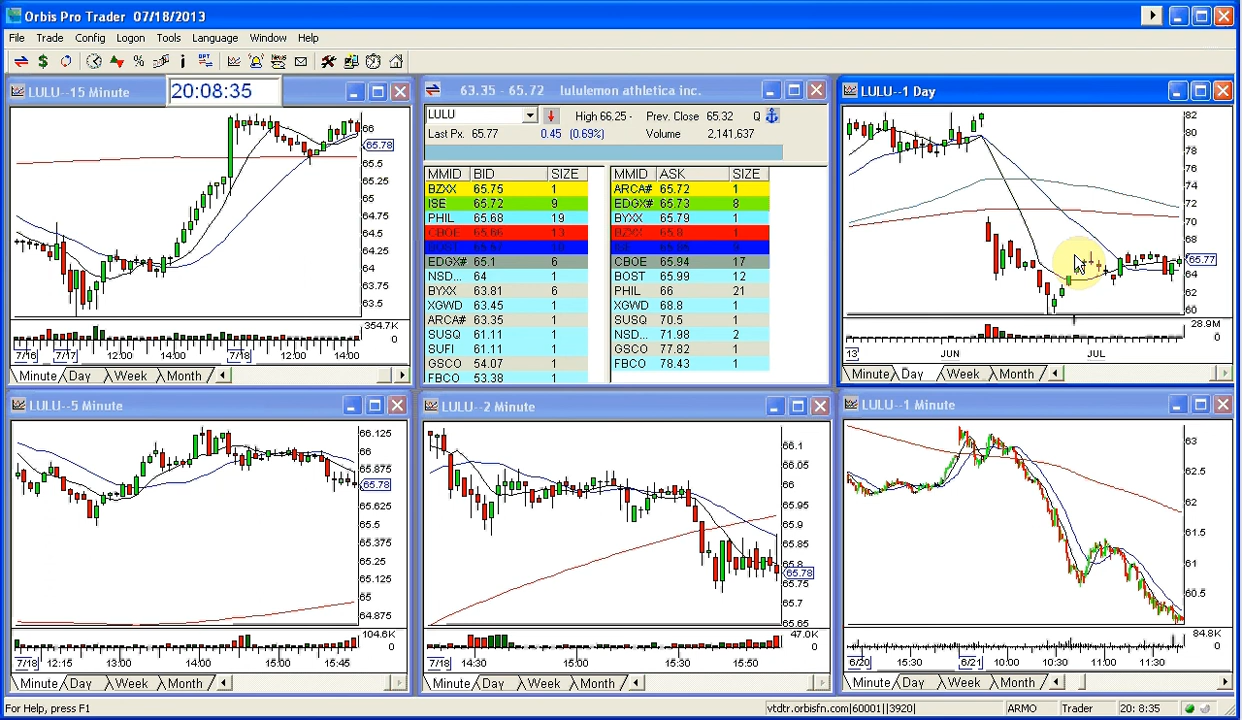 Orbis Pro Trader 07/18/2013
File Trade Config Logon Tools Language Window Help
LULU--15 Minute
20:08:35
66
65.78
65.5
65.25
65
64.75
64.5
64.25
64
63.75
63.5
354.7K
0
7/16 7/17 12:00 14:00 7/18 12:00 14:00
Minute Day Week Month
63.35 - 65.72 lululemon athletica inc.
LULU High 66.25 - Prev. Close 65.32 Q
Last Px. 65.77 0.45 (0.69%) Volume 2,141,637
MMID BID SIZE MMID ASK SIZE
BZXX 65.75 1 ARCA# 65.72 1
ISE 65.72 9 EDGX# 65.73 8
PHIL 65.68 19 BYXX 65.79 1
CBOE 65.66 13 BZXX 65.8 1
EDGX# 65.1 6 CBOE 65.94 17
NSD... 64 1 BOST 65.99 12
BYXX 63.81 6 PHIL 66 21
XGWD 63.45 1 XGWD 68.8 1
ARCA# 63.35 1 SUSQ 70.5 1
SUSQ 61.11 1 NSD... 71.98 2
SUFI 61.11 1 GSCO 77.82 1
GSCO 54.07 1 FBCO 78.43 1
FBCO 53.38 1
LULU--1 Day
82
80
78
76
74
72
70
68
65.77
64
62
60
28.9M
0
13' JUN JUL
Minute Day Week Month
LULU--5 Minute
66.125
66
65.875
65.78
65.625
65.5
65.375
65.25
65.125
65
64.875
104.6K
0
7/18 12:15 13:00 14:00 15:00 15:45
Minute Day Week Month
LULU--2 Minute
66.1
66.05
66
65.95
65.9
65.85
65.8
65.78
65.75
65.7
65.65
47.0K
0
7/18 14:30 15:00 15:30 15:50
Minute Day Week Month
LULU--1 Minute
63
62.5
62
61.5
61
60.5
84.8K
0
6/20 15:30 6/21 10:00 10:30 11:00 11:30
Minute Day Week Month
For Help, press F1 vtdtr.orbisfn.com|60001||3920| ARMO Trader 20: 8:35